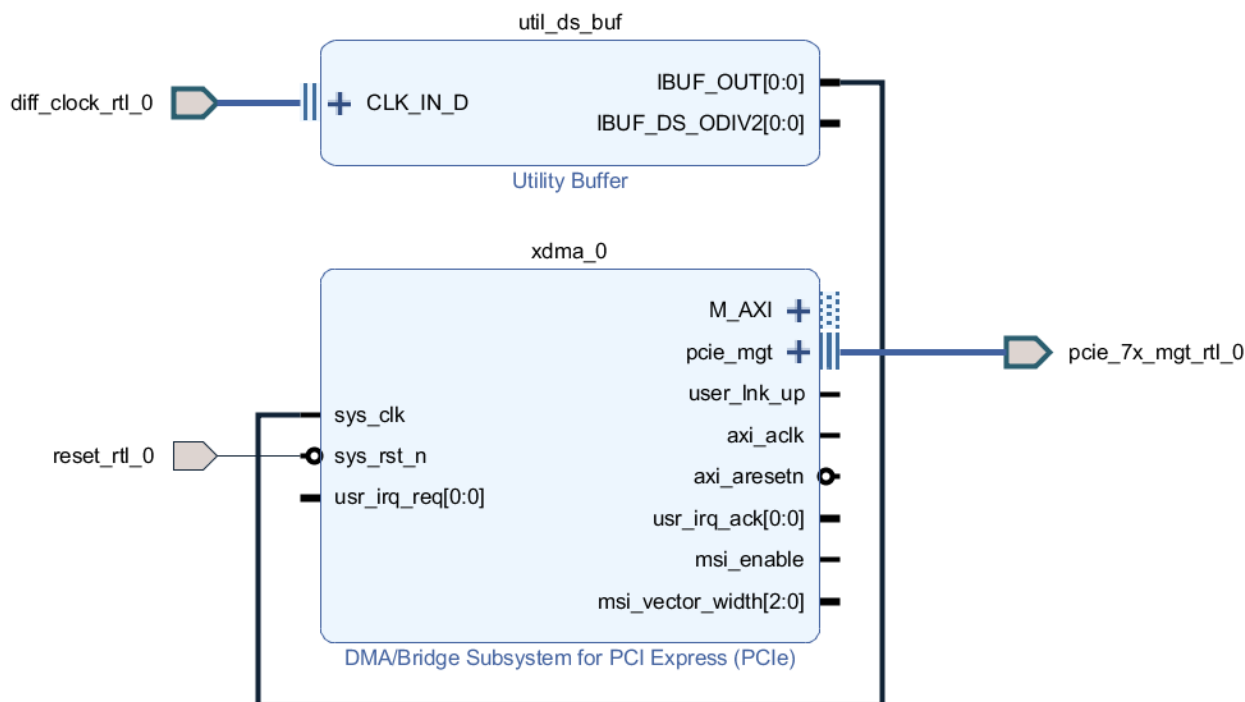 util_ds_buf
diff_clock_rtl_0
CLK_IN_D
IBUF_OUT[0:0]
IBUF_DS_ODIV2[0:0]
Utility Buffer
xdma_0
M_AXI
pcie_mgt
pcie_7x_mgt_rtl_0
user_lnk_up
sys_clk
axi_aclk
reset_rtl_0
sys_rst_n
axi_aresetn
usr_irq_req[0:0]
usr_irq_ack[0:0]
msi_enable
msi_vector_width[2:0]
DMA/Bridge Subsystem for PCI Express (PCIe)